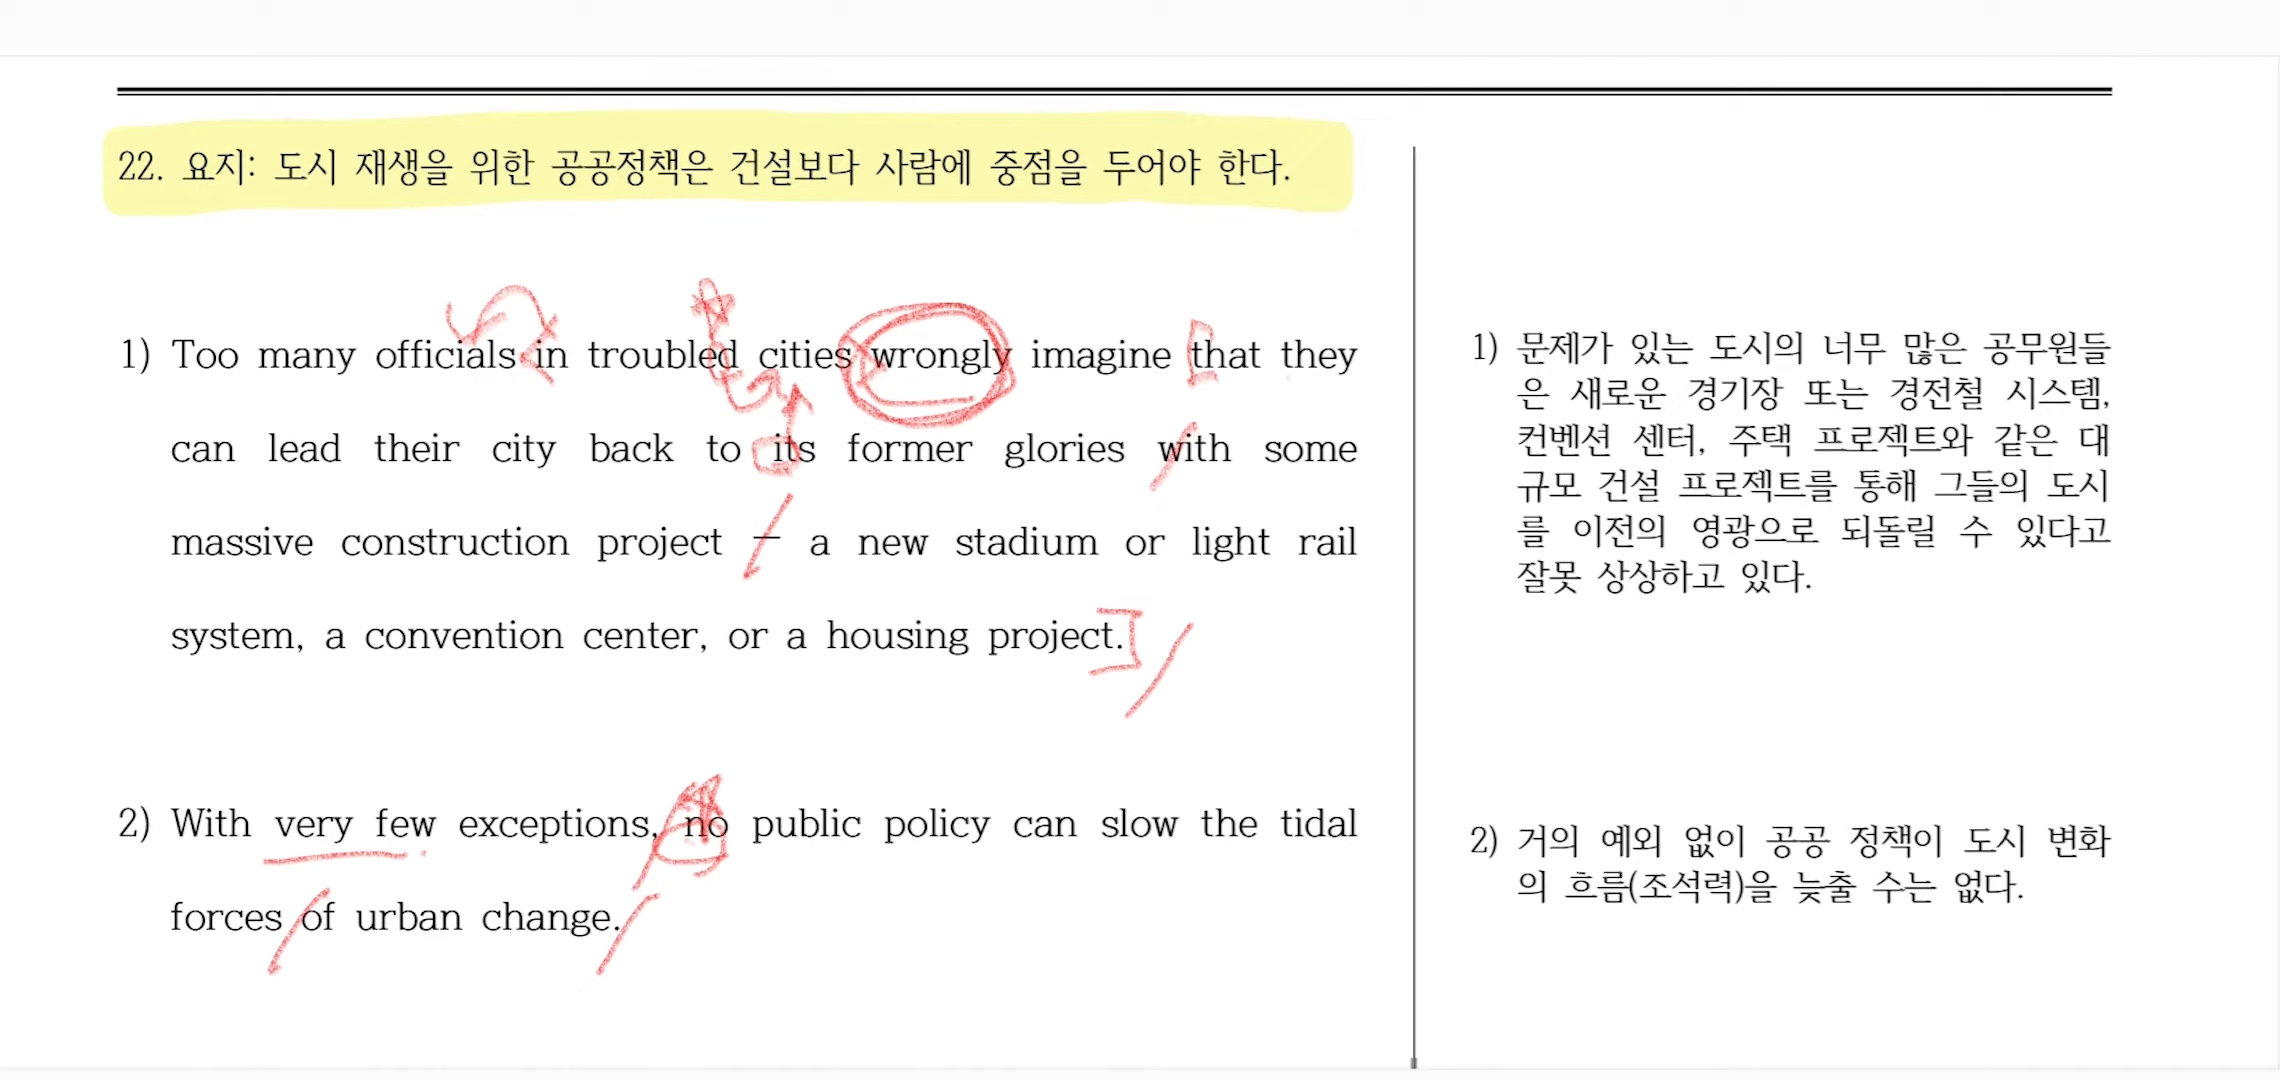 22. 요지: 도시 재생을 위한 공공정책은 건설보다 사람에 중점을 두어야 한다.
1) Too many officials in troubled cities wrongly imagine that they
can lead their city back to its former glories with some
massive construction project – a new stadium or light rail
system, a convention center, or a housing project.
2) With very few exceptions, no public policy can slow the tidal
forces of urban change.
1) 문제가 있는 도시의 너무 많은 공무원들
은 새로운 경기장 또는 경전철 시스템,
컨벤션 센터, 주택 프로젝트와 같은 대
규모 건설 프로젝트를 통해 그들의 도시
를 이전의 영광으로 되돌릴 수 있다고
잘못 상상하고 있다.
2) 거의 예외 없이 공공 정책이 도시 변화
의 흐름(조석력)을 늦출 수는 없다.